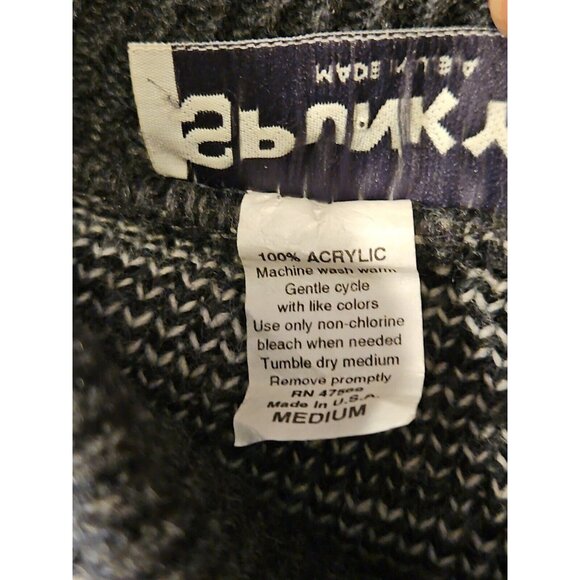 SPUNKY
100% ACRYLIC
Machine wash warm
Gentle cycle
with like colors
Use only non-chlorine
bleach when needed
Tumble dry medium
Remove promptly
RN
Made in U.S.A.
MEDIUM